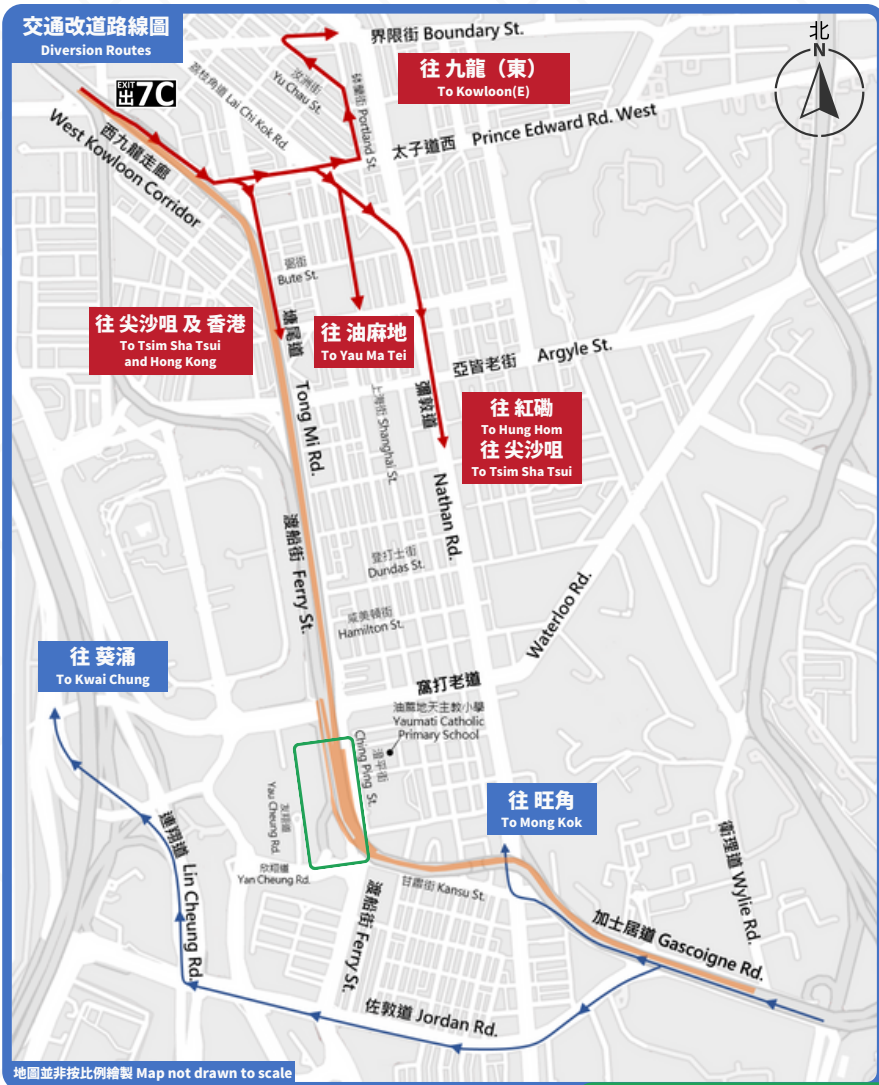 交通改道路線圖
Diversion Routes
北
N
界限街 Boundary St.
往 九龍（東）
To Kowloon(E)
EXIT
出 7C
荔枝角道 Lai Chi Kok Rd.
汝洲街
Yu Chau St.
砵蘭街 Portland St.
太子道西 Prince Edward Rd. West
西九龍走廊
West Kowloon Corridor
弼街
Bute St.
往 尖沙咀 及 香港
To Tsim Sha Tsui
and Hong Kong
塘尾道
Tong Mi Rd.
往 油麻地
To Yau Ma Tei
亞皆老街 Argyle St.
上海街 Shanghai St.
彌敦道
Nathan Rd.
往 紅磡
To Hung Hom
往 尖沙咀
To Tsim Sha Tsui
渡船街 Ferry St.
登打士街
Dundas St.
咸美頓街
Hamilton St.
Waterloo Rd.
窩打老道
往 葵涌
To Kwai Chung
油蔴地天主教小學
Yaumati Catholic
Primary School
澄平街
Ching Ping St.
友翔道
Yau Cheung Rd.
往 旺角
To Mong Kok
連翔道 Lin Cheung Rd.
欣翔道
Yan Cheung Rd.
甘肅街 Kansu St.
衛理道 Wylie Rd.
渡船街 Ferry St.
加士居道 Gascoigne Rd.
佐敦道 Jordan Rd.
地圖並非按比例繪製 Map not drawn to scale